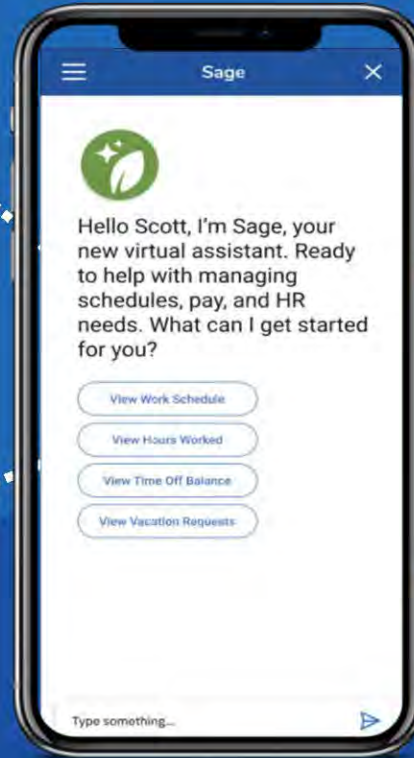 Sage
Hello Scott, I'm Sage, your
new virtual assistant. Ready
to help with managing
schedules, pay, and HR
needs. What can I get started
for you?
View Work Schedule
View Hours Worked
View Time Off Balance
View Vacation Requests
Type something...